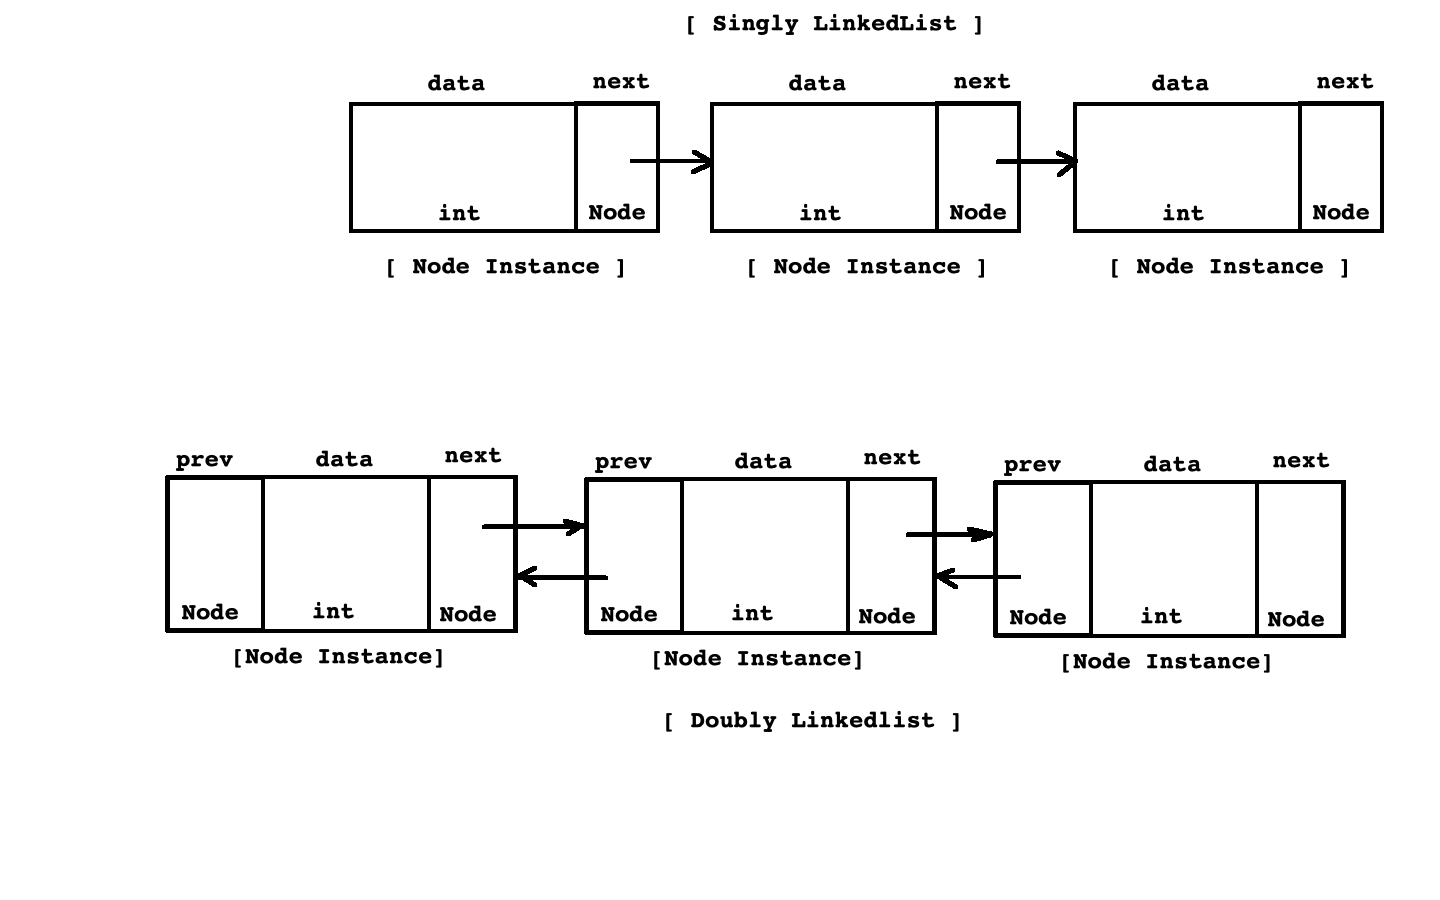 [ Singly LinkedList ]
data next data next data next
int Node int Node int Node
[ Node Instance ] [ Node Instance ] [ Node Instance ]
prev data next prev data next prev data next
Node int Node Node int Node Node int Node
[Node Instance] [Node Instance] [Node Instance]
[ Doubly Linkedlist ]